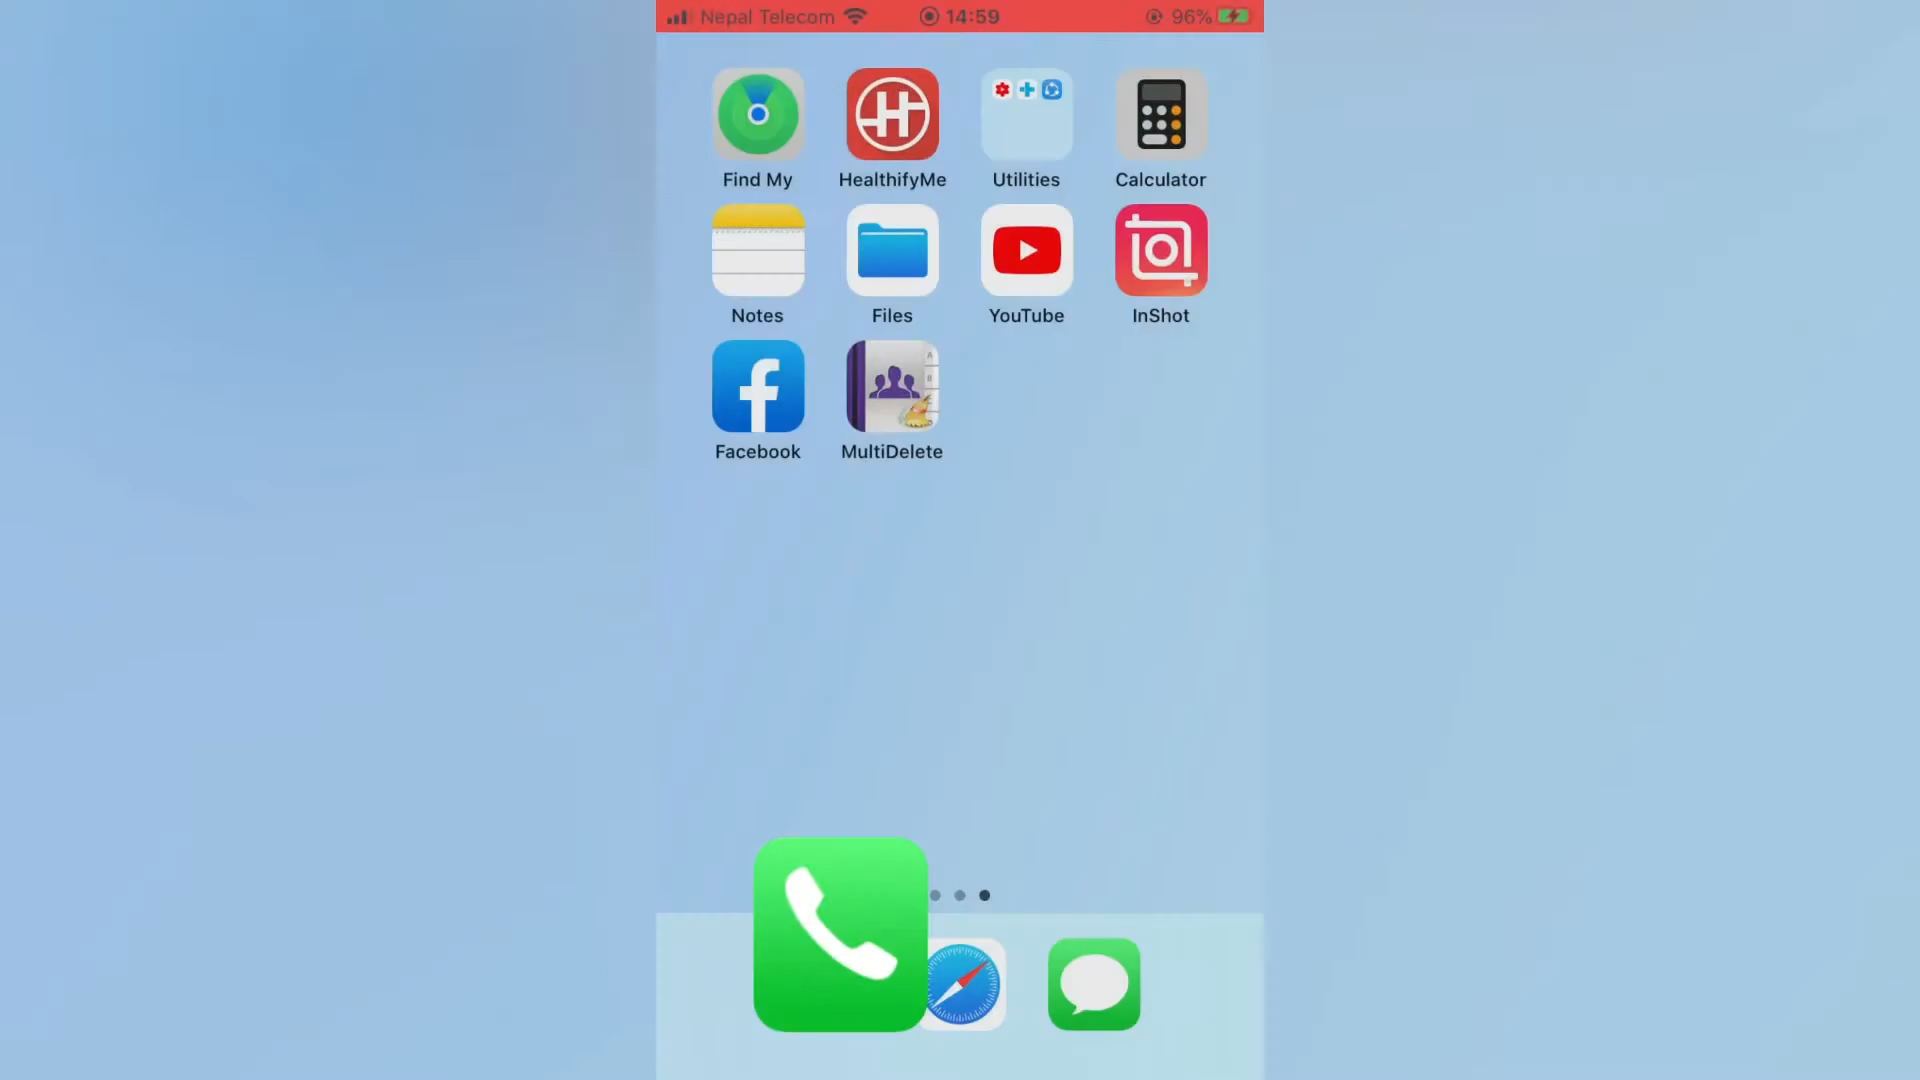 Nepal Telecom 14:59 96%
Find My HealthifyMe Utilities Calculator
Notes Files YouTube InShot
Facebook MultiDelete